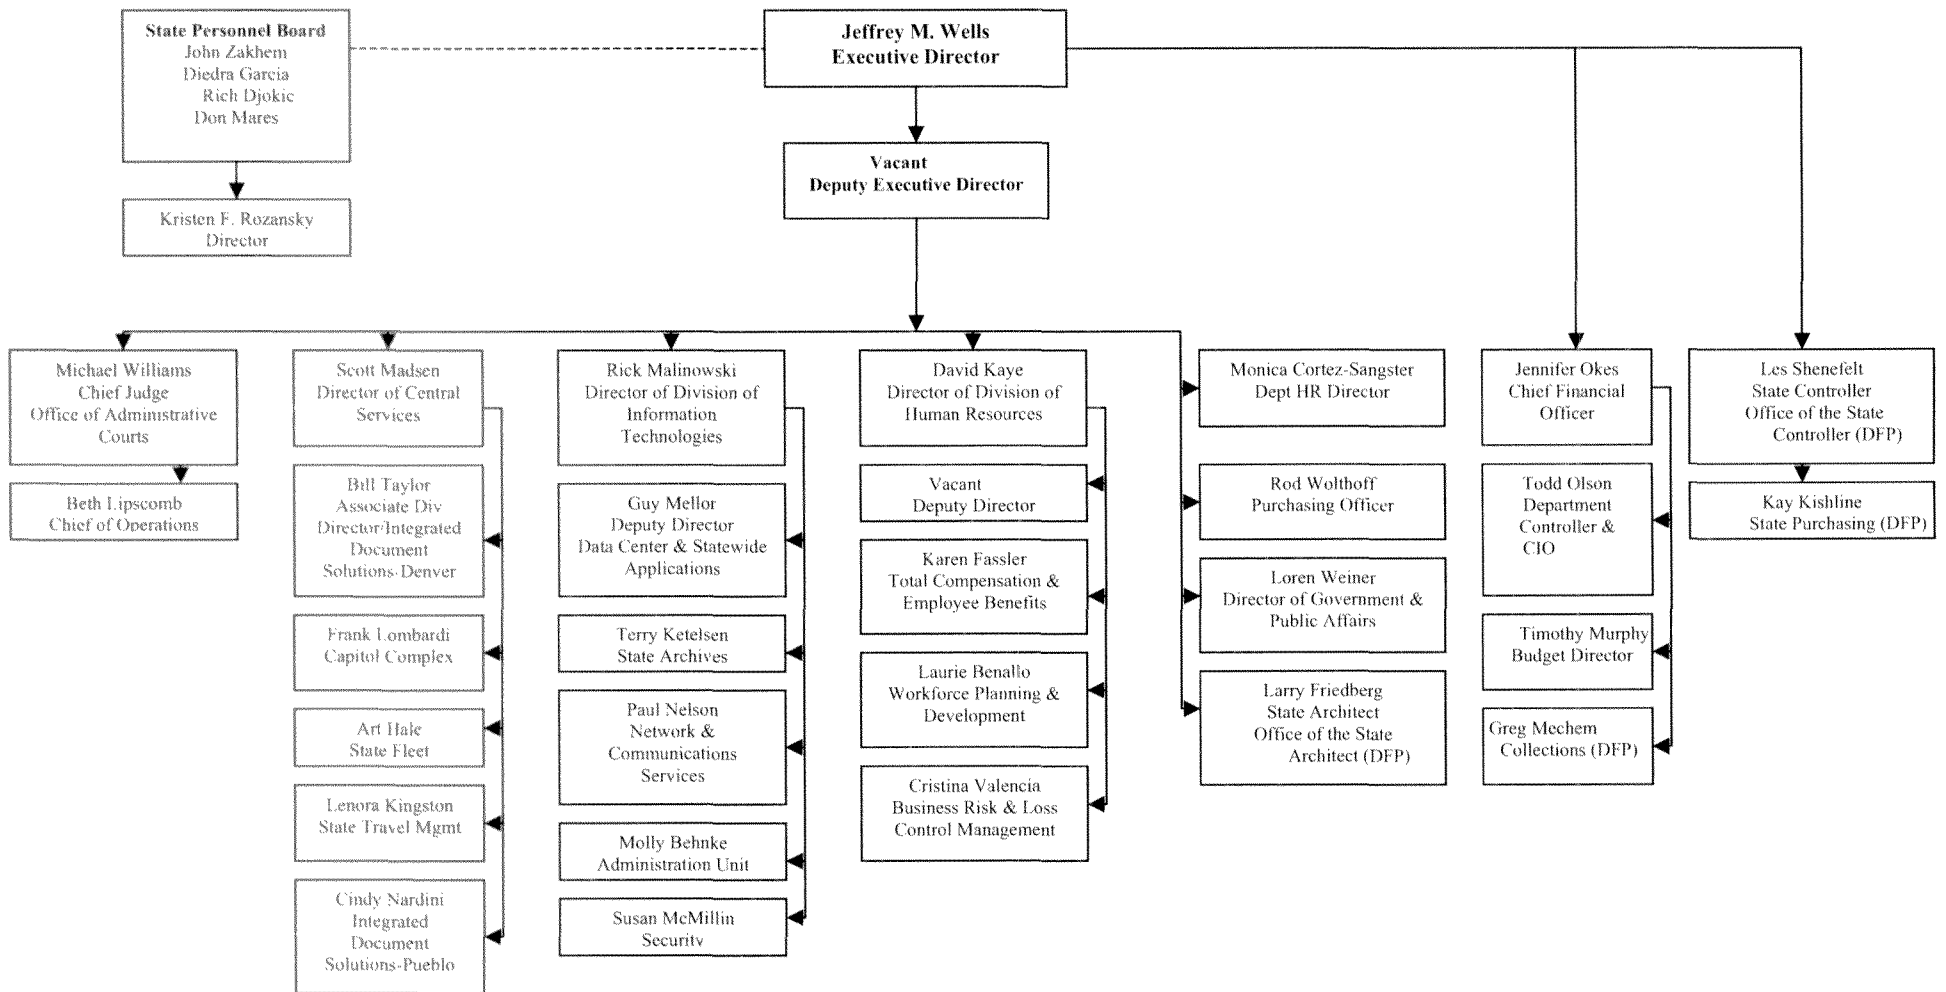 State Personnel Board
John Zakhem
Diedra Garcia
Rich Djokic
Don Mares
Jeffrey M. Wells
Executive Director
Vacant
Deputy Executive Director
Kristen F. Rozansky
Director
Michael Williams
Chief Judge
Office of Administrative
Courts
Beth Lipscomb
Chief of Operations
Scott Madsen
Director of Central
Services
Bill Taylor
Associate Div
Director/Integrated
Document
Solutions-Denver
Frank Lombardi
Capitol Complex
Art Hale
State Fleet
Lenora Kingston
State Travel Mgmt
Cindy Nardini
Integrated
Document
Solutions-Pueblo
Rick Malinowski
Director of Division of
Information
Technologies
Guy Mellor
Deputy Director
Data Center & Statewide
Applications
Terry Ketelsen
State Archives
Paul Nelson
Network &
Communications
Services
Molly Behnke
Administration Unit
Susan McMillin
Security
David Kaye
Director of Division of
Human Resources
Vacant
Deputy Director
Karen Fassler
Total Compensation &
Employee Benefits
Laurie Benallo
Workforce Planning &
Development
Cristina Valencia
Business Risk & Loss
Control Management
Monica Cortez-Sangster
Dept HR Director
Rod Wolthoff
Purchasing Officer
Loren Weiner
Director of Government &
Public Affairs
Larry Friedberg
State Architect
Office of the State
Architect (DFP)
Jennifer Okes
Chief Financial
Officer
Todd Olson
Department
Controller &
CIO
Timothy Murphy
Budget Director
Greg Mechem
Collections (DFP)
Les Shenefelt
State Controller
Office of the State
Controller (DFP)
Kay Kishline
State Purchasing (DFP)